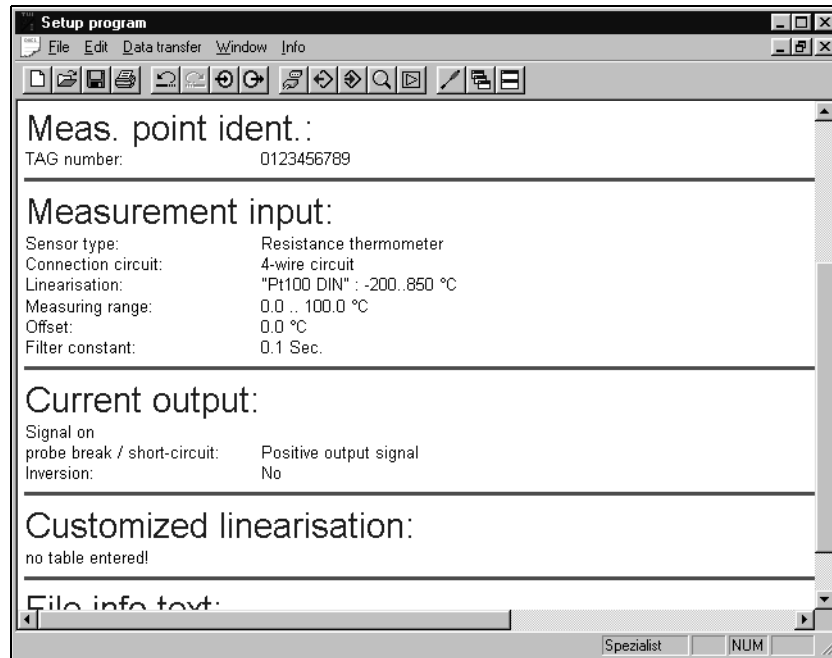 Setup program
File Edit Data transfer Window Info
Meas. point ident.:
TAG number: 0123456789
Measurement input:
Sensor type: Resistance thermometer
Connection circuit: 4-wire circuit
Linearisation: "Pt100 DIN" : -200..850 °C
Measuring range: 0.0 .. 100.0 °C
Offset: 0.0 °C
Filter constant: 0.1 Sec.
Current output:
Signal on
probe break / short-circuit: Positive output signal
Inversion: No
Customized linearisation:
no table entered!
File info text:
Spezialist NUM